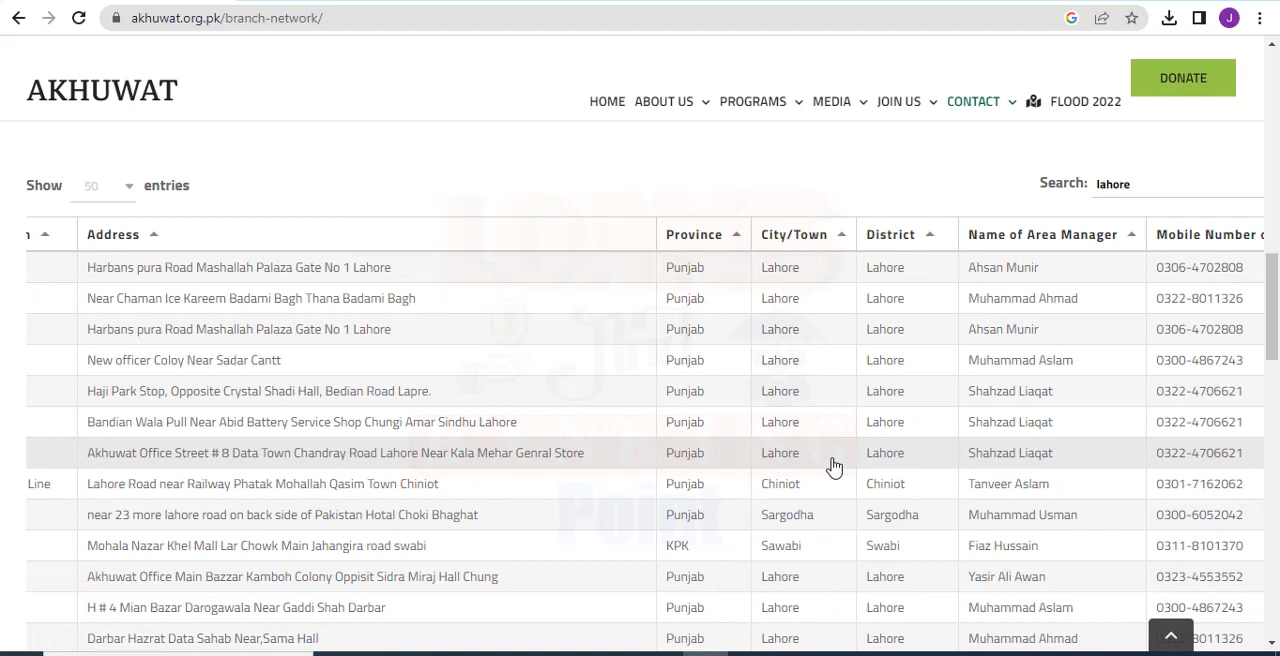 akhuwat.org.pk/branch-network/
J
AKHUWAT
DONATE
HOME ABOUT US PROGRAMS MEDIA JOIN US CONTACT FLOOD 2022
Show 50 entries
Search: lahore
Address Province City/Town District Name of Area Manager Mobile Number
Harbans pura Road Mashallah Palaza Gate No 1 Lahore Punjab Lahore Lahore Ahsan Munir 0306-4702808
Near Chaman Ice Kareem Badami Bagh Thana Badami Bagh Punjab Lahore Lahore Muhammad Ahmad 0322-8011326
Harbans pura Road Mashallah Palaza Gate No 1 Lahore Punjab Lahore Lahore Ahsan Munir 0306-4702808
New officer Coloy Near Sadar Cantt Punjab Lahore Lahore Muhammad Aslam 0300-4867243
Haji Park Stop, Opposite Crystal Shadi Hall, Bedian Road Lapre. Punjab Lahore Lahore Shahzad Liaqat 0322-4706621
Bandian Wala Pull Near Abid Battery Service Shop Chungi Amar Sindhu Lahore Punjab Lahore Lahore Shahzad Liaqat 0322-4706621
Akhuwat Office Street # 8 Data Town Chandray Road Lahore Near Kala Mehar Genral Store Punjab Lahore Lahore Shahzad Liaqat 0322-4706621
Line Lahore Road near Railway Phatak Mohallah Qasim Town Chiniot Punjab Chiniot Chiniot Tanveer Aslam 0301-7162062
near 23 more lahore road on back side of Pakistan Hotal Choki Bhaghat Punjab Sargodha Sargodha Muhammad Usman 0300-6052042
Mohala Nazar Khel Mall Lar Chowk Main Jahangira road swabi KPK Sawabi Swabi Fiaz Hussain 0311-8101370
Akhuwat Office Main Bazzar Kamboh Colony Oppisit Sidra Miraj Hall Chung Punjab Lahore Lahore Yasir Ali Awan 0323-4553552
H # 4 Mian Bazar Darogawala Near Gaddi Shah Darbar Punjab Lahore Lahore Muhammad Aslam 0300-4867243
Darbar Hazrat Data Sahab Near,Sama Hall Punjab Lahore Lahore Muhammad Ahmad 8011326
Point